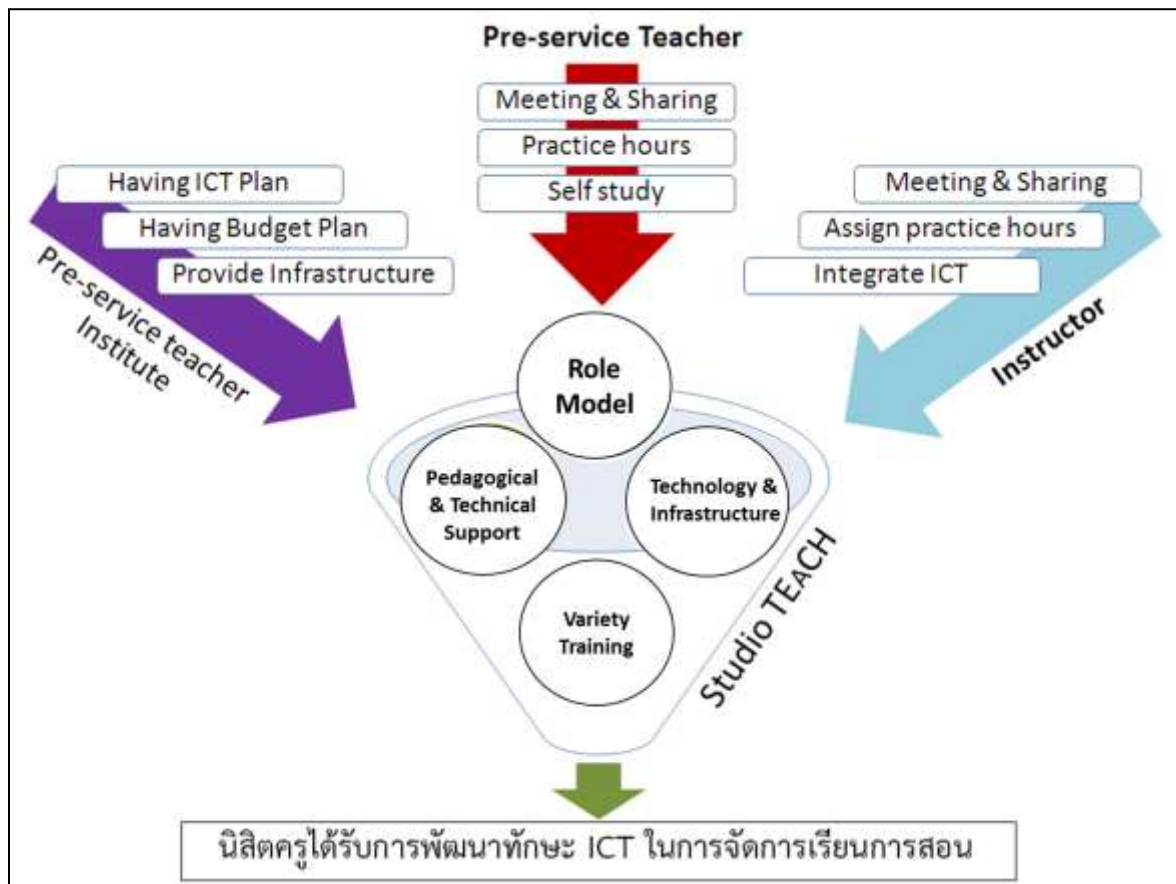 Pre-service Teacher
Meeting & Sharing
Practice hours
Self study
Having ICT Plan
Having Budget Plan
Provide Infrastructure
Pre-service teacher
Institute
Meeting & Sharing
Assign practice hours
Integrate ICT
Instructor
Role
Model
Pedagogical
& Technical
Support
Technology &
Infrastructure
Variety
Training
Studio TEACH
นิสิตครูได้รับการพัฒนาทักษะ ICT ในการจัดการเรียนการสอน